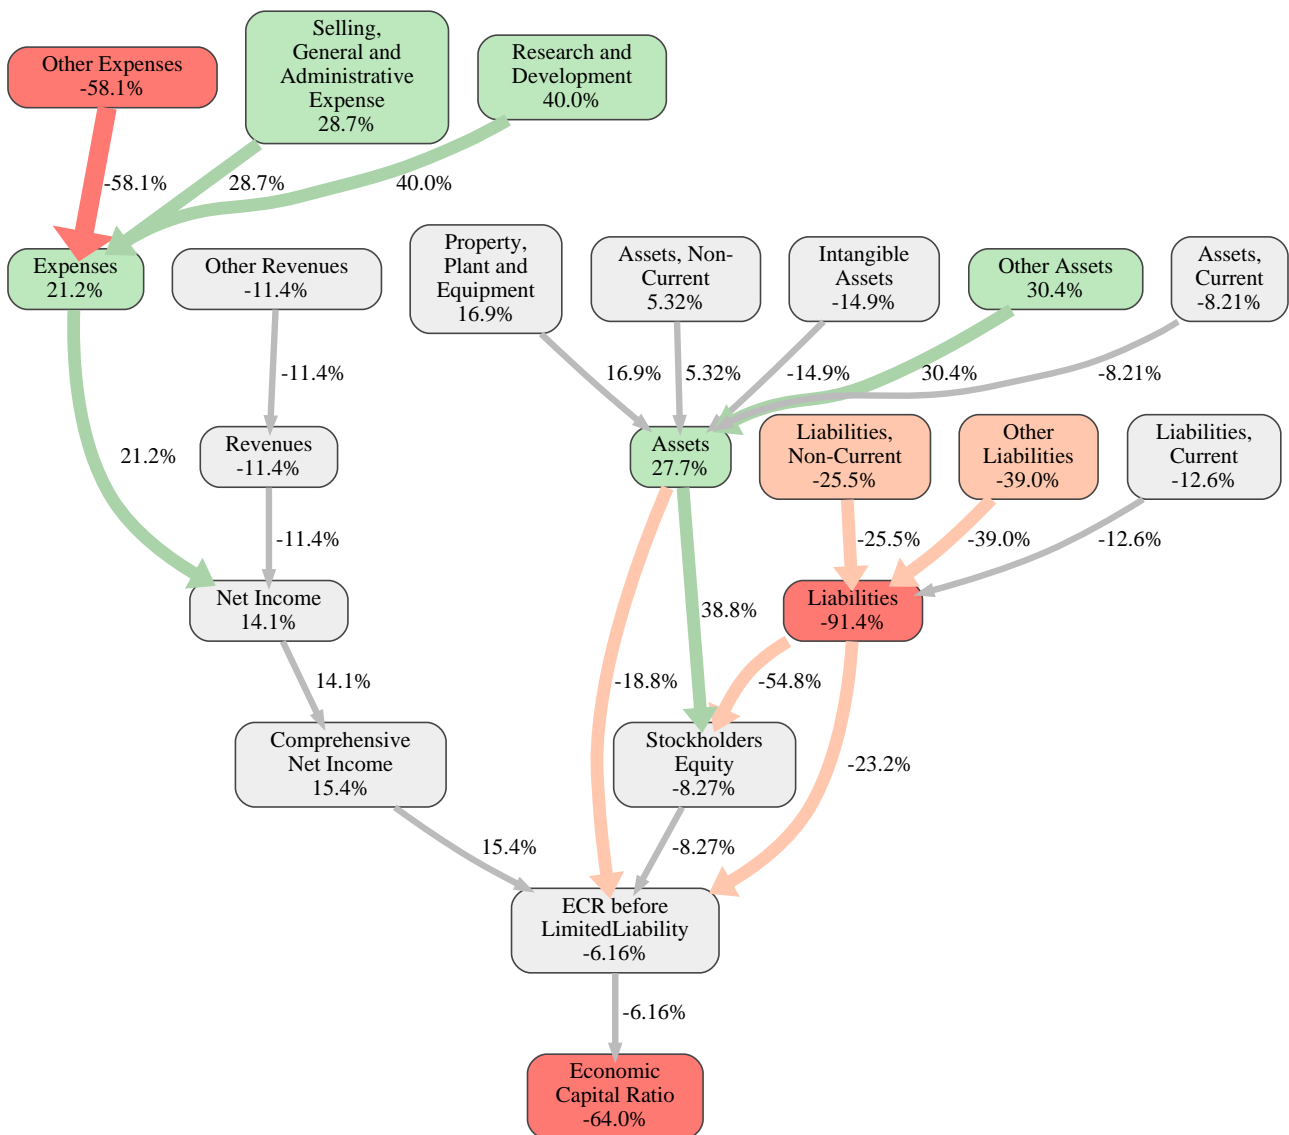 Other Expenses
-58.1%
Selling,
General and
Administrative
Expense
28.7%
Research and
Development
40.0%
-58.1%
28.7%
40.0%
Expenses
21.2%
Other Revenues
-11.4%
Property,
Plant and
Equipment
16.9%
Assets, Non-
Current
5.32%
Intangible
Assets
-14.9%
Other Assets
30.4%
Assets,
Current
-8.21%
-11.4%
16.9%
5.32%
-14.9%
30.4%
-8.21%
21.2%
Revenues
-11.4%
Assets
27.7%
Liabilities,
Non-Current
-25.5%
Other
Liabilities
-39.0%
Liabilities,
Current
-12.6%
-11.4%
-25.5%
-39.0%
-12.6%
Net Income
14.1%
38.8%
Liabilities
-91.4%
14.1%
-18.8%
-54.8%
Comprehensive
Net Income
15.4%
Stockholders
Equity
-8.27%
-23.2%
15.4%
-8.27%
ECR before
LimitedLiability
-6.16%
-6.16%
Economic
Capital Ratio
-64.0%